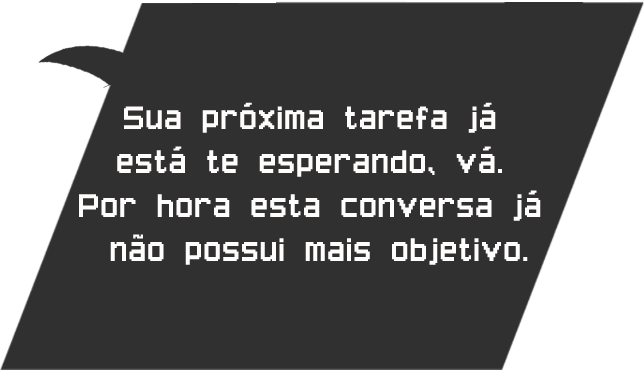 Sua próxima tarefa já
está te esperando, vá.
Por hora esta conversa já
não possui mais objetivo.